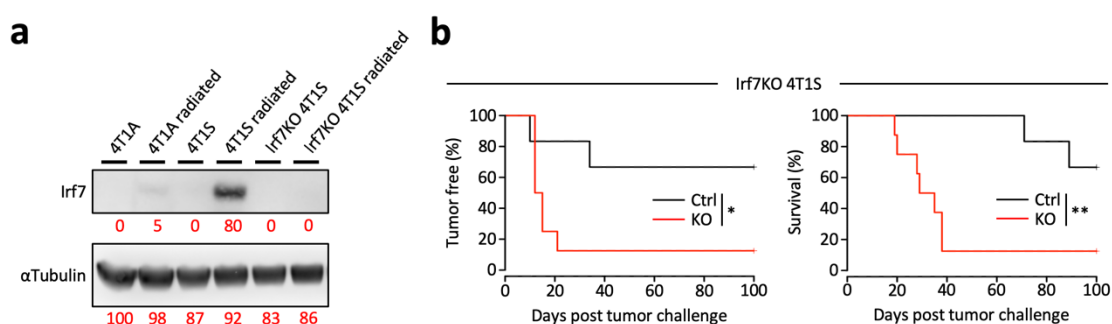 a
4T1A
4T1A radiated
4T1S
4T1S radiated
Irf7KO 4T1S
Irf7KO 4T1S radiated
Irf7
0 5 0 80 0 0
αTubulin
100 98 87 92 83 86
b
Irf7KO 4T1S
Tumor free (%)
100
80
60
40
20
0
Ctrl
KO
*
0 20 40 60 80 100
Days post tumor challenge
Survival (%)
100
80
60
40
20
0
Ctrl
KO
**
0 20 40 60 80 100
Days post tumor challenge